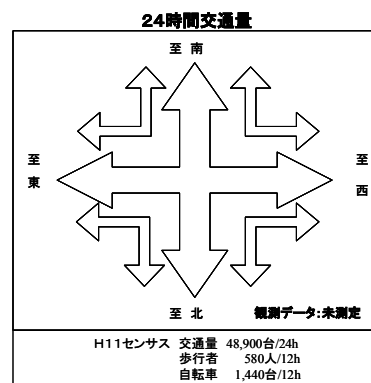 24時間交通量
至 南
至 東
至 西
至 北
観測データ:未測定
H11センサス 交通量 48,900台/24h
歩行者 580人/12h
自転車 1,440台/12h